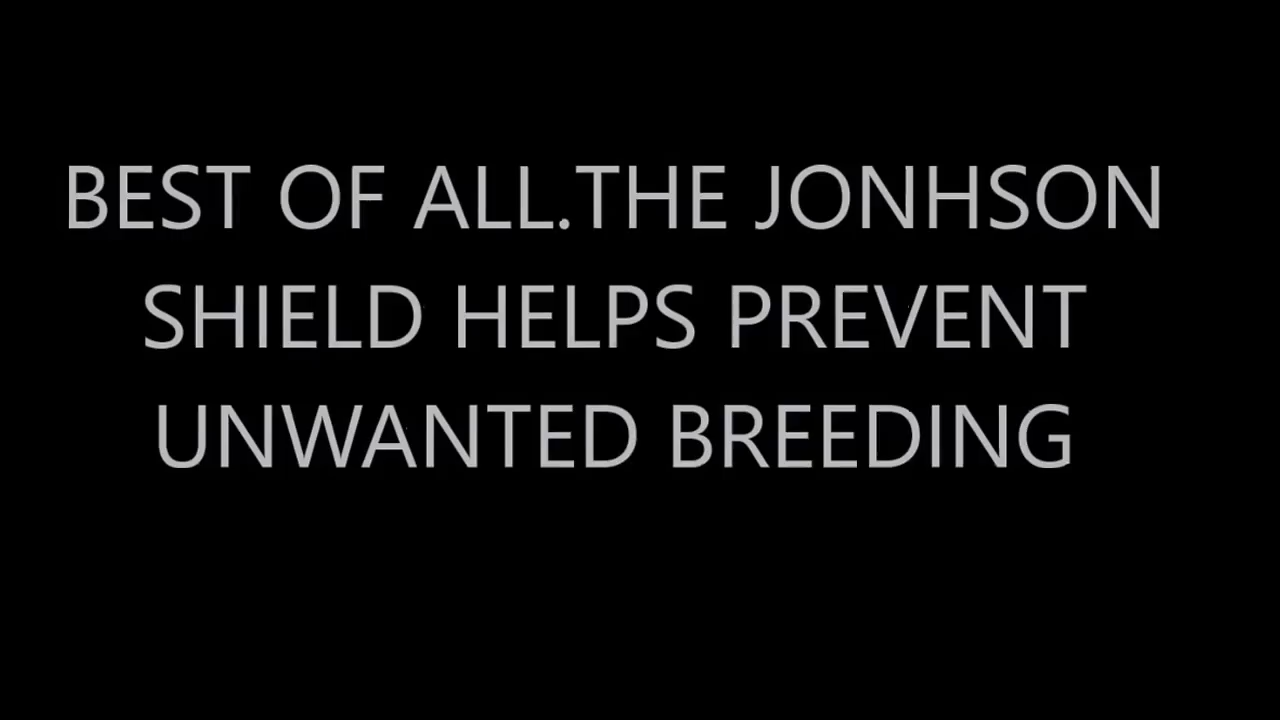 BEST OF ALL.THE JONHSON
SHIELD HELPS PREVENT
UNWANTED BREEDING